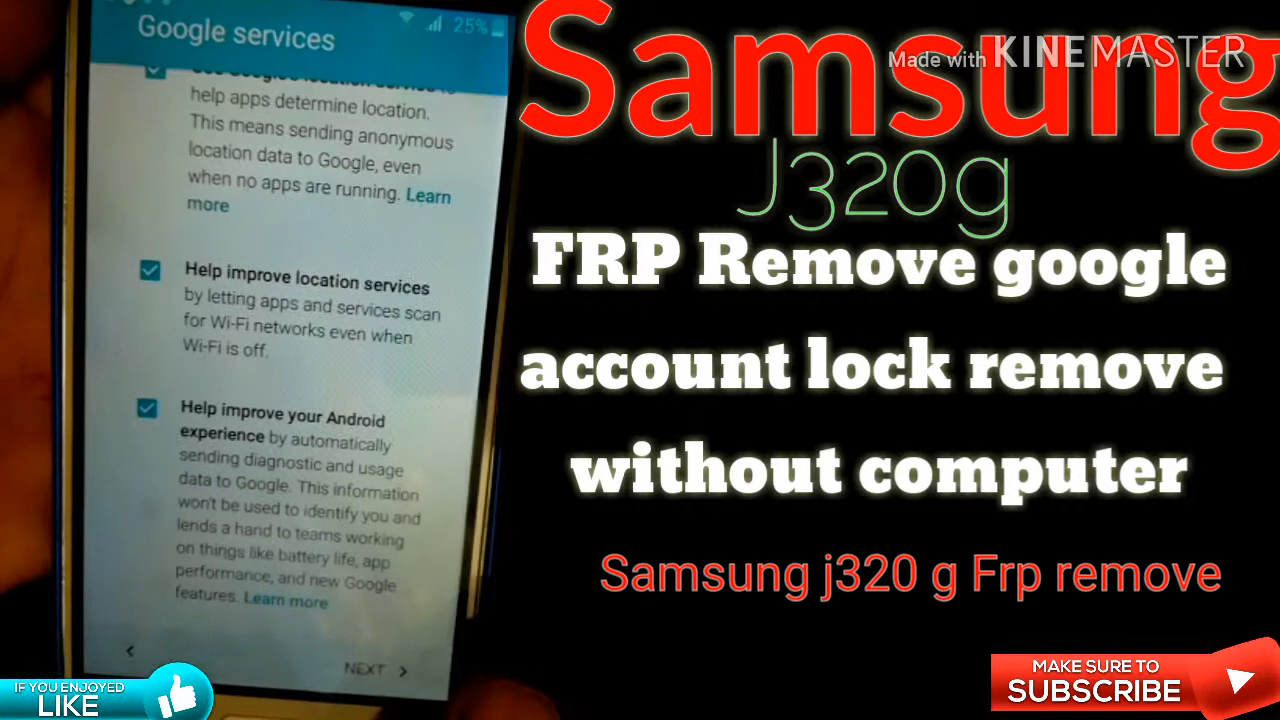 Google services
25%
help apps determine location.
This means sending anonymous
location data to Google, even
when no apps are running. Learn
more
Help improve location services
by letting apps and services scan
for Wi-Fi networks even when
Wi-Fi is off.
Help improve your Android
experience by automatically
sending diagnostic and usage
data to Google. This information
won't be used to identify you and
lends a hand to teams working
on things like battery life, app
performance, and new Google
features. Learn more
NEXT
IF YOU ENJOYED
LIKE
Samsung
Made with KINEMASTER
J320g
FRP Remove google
account lock remove
without computer
Samsung j320 g Frp remove
MAKE SURE TO
SUBSCRIBE